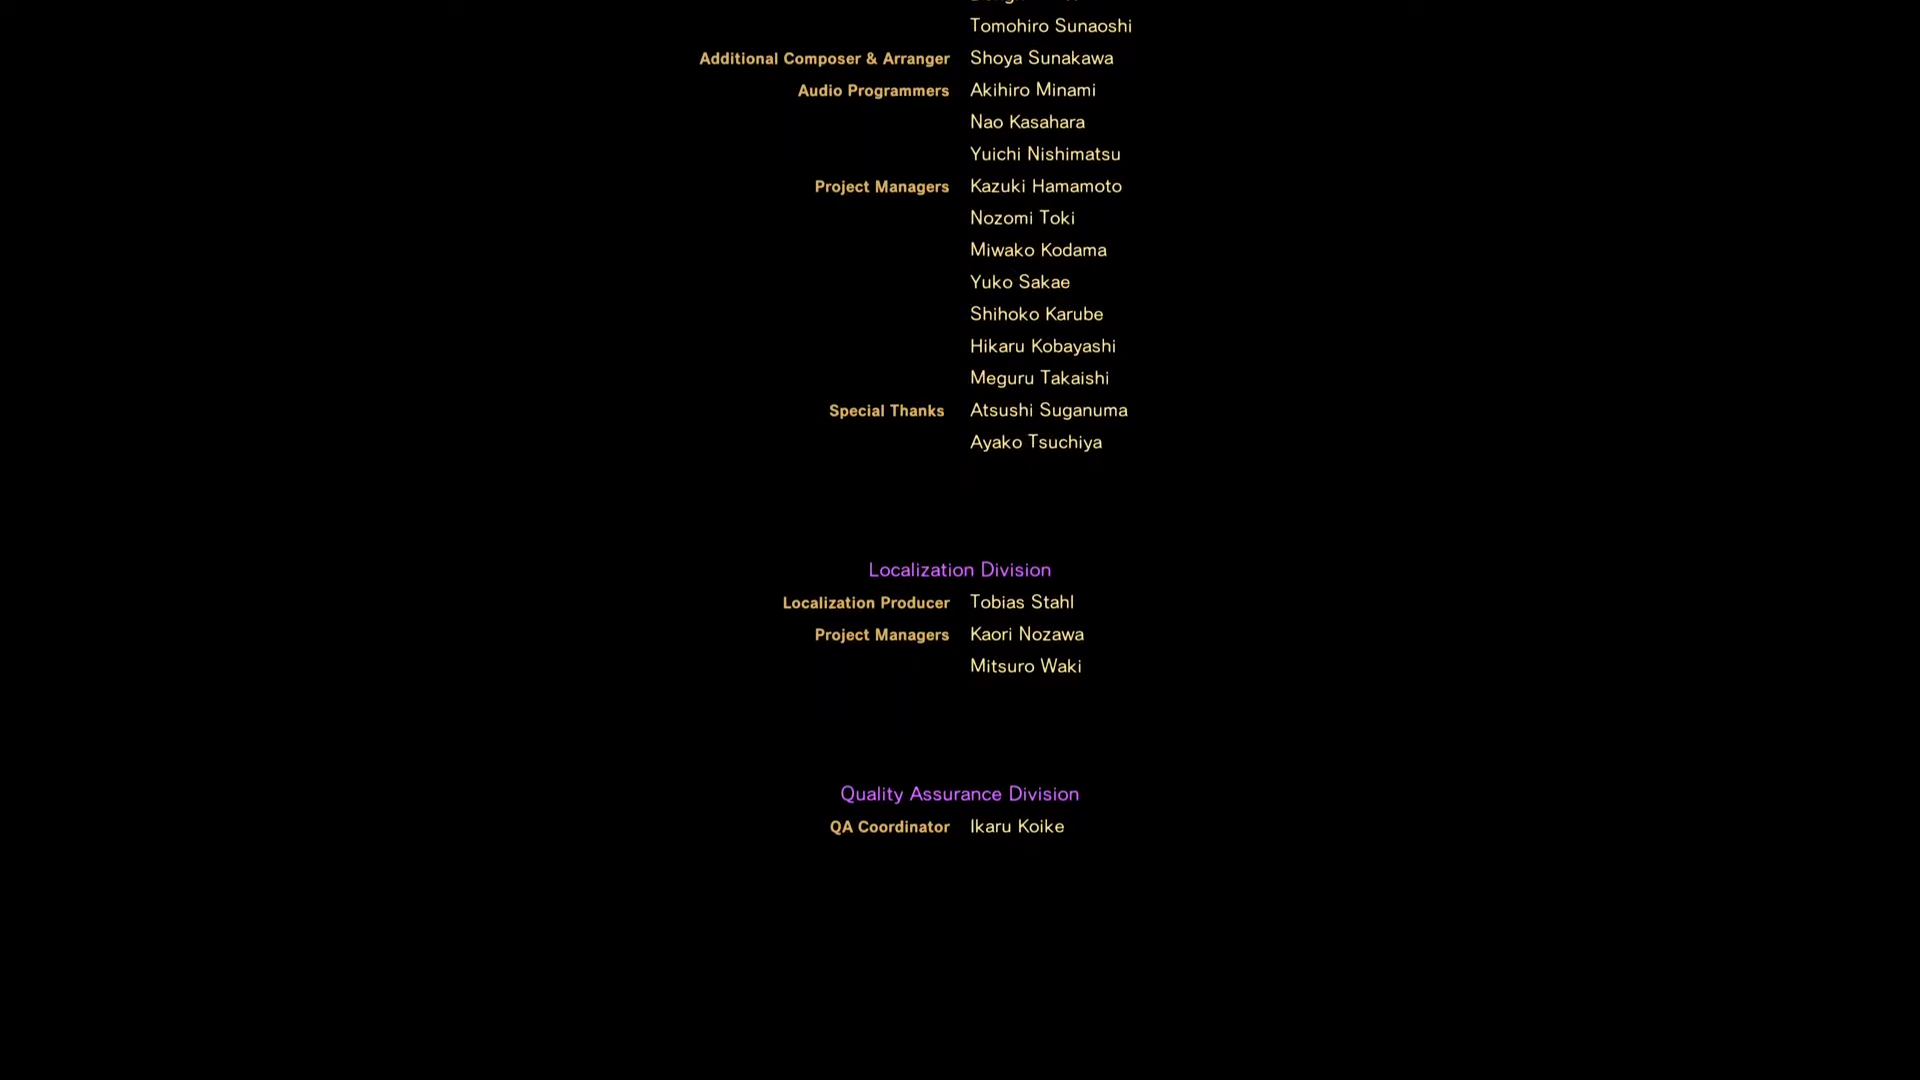 Tomohiro Sunaoshi
Additional Composer & Arranger Shoya Sunakawa
Audio Programmers Akihiro Minami
Nao Kasahara
Yuichi Nishimatsu
Project Managers Kazuki Hamamoto
Nozomi Toki
Miwako Kodama
Yuko Sakae
Shihoko Karube
Hikaru Kobayashi
Meguru Takaishi
Special Thanks Atsushi Suganuma
Ayako Tsuchiya
Localization Division
Localization Producer Tobias Stahl
Project Managers Kaori Nozawa
Mitsuro Waki
Quality Assurance Division
QA Coordinator Ikaru Koike